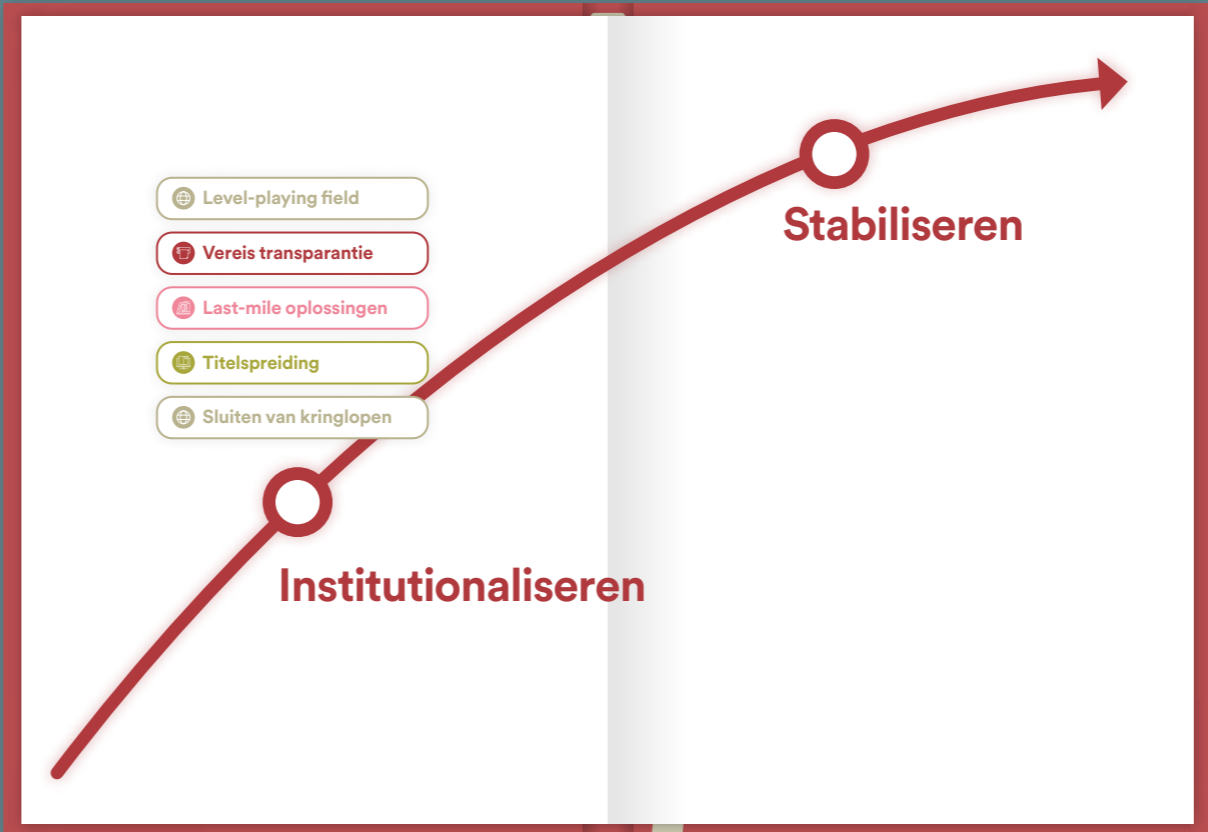 Level-playing field
Vereis transparantie
Last-mile oplossingen
Titelspreiding
Sluiten van kringlopen
Institutionaliseren
Stabiliseren